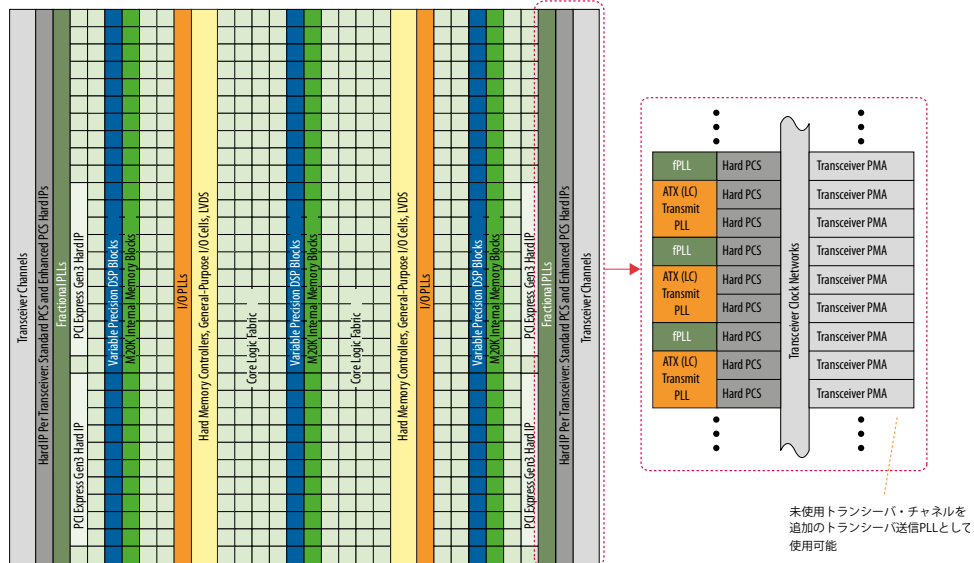 Transceiver Channels
Hard IP Per Transceiver: Standard PCS and Enhanced PCS Hard IPs
Fractional PLLs
PCI Express Gen3 Hard IP
PCI Express Gen3 Hard IP
Variable Precision DSP Blocks
M20K Internal Memory Blocks
I/O PLLs
Hard Memory Controllers, General-Purpose I/O Cells, LVDS
Core Logic Fabric
Variable Precision DSP Blocks
M20K Internal Memory Blocks
Core Logic Fabric
Hard Memory Controllers, General-Purpose I/O Cells, LVDS
I/O PLLs
Variable Precision DSP Blocks
M20K Internal Memory Blocks
PCI Express Gen3 Hard IP
PCI Express Gen3 Hard IP
Fractional PLLs
Hard IP Per Transceiver: Standard PCS and Enhanced PCS Hard IPs
Transceiver Channels
fPLL
ATX (LC)
Transmit
PLL
fPLL
ATX (LC)
Transmit
PLL
fPLL
ATX (LC)
Transmit
PLL
Hard PCS
Hard PCS
Hard PCS
Hard PCS
Hard PCS
Hard PCS
Hard PCS
Hard PCS
Hard PCS
Transceiver Clock Networks
Transceiver PMA
Transceiver PMA
Transceiver PMA
Transceiver PMA
Transceiver PMA
Transceiver PMA
Transceiver PMA
Transceiver PMA
Transceiver PMA
未使用トランシーバ・チャネルを
追加のトランシーバ送信PLLとして
使用可能